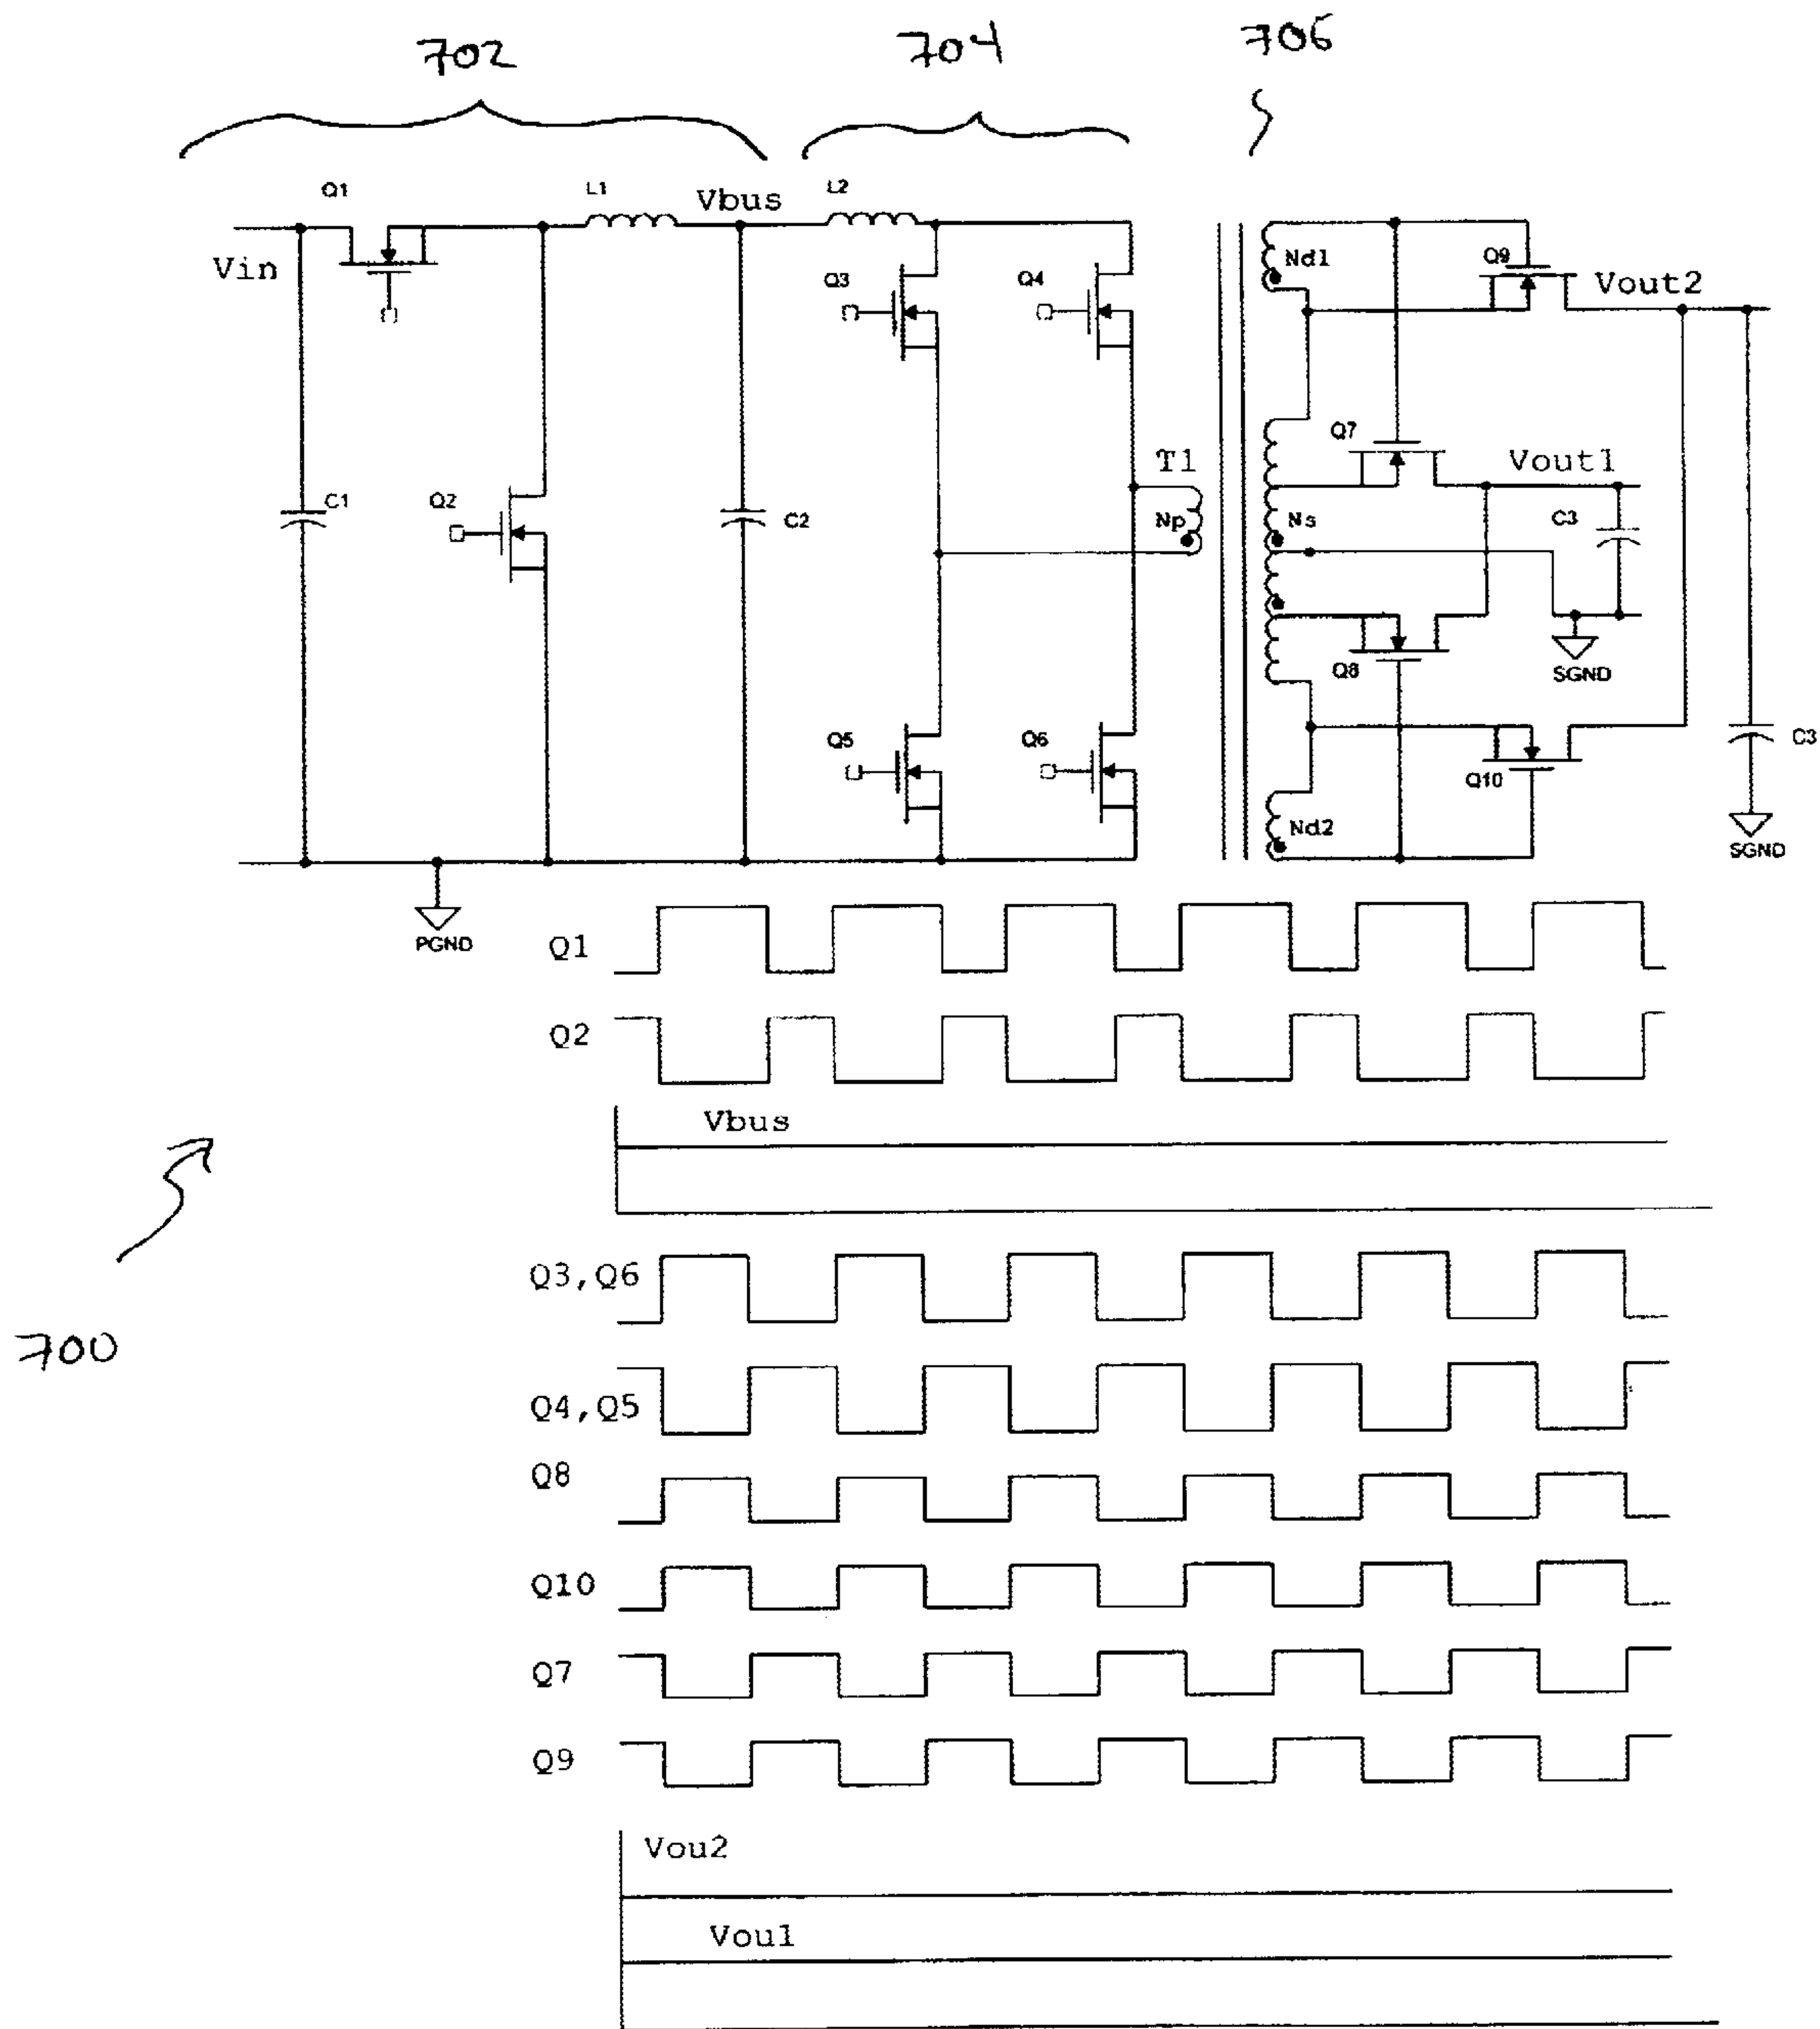 702 704 706
Q1 L1 Vbus L2
Vin Q3 Q4 Nd1 Q9 Vout2
Q7 Vout1
T1
C1 Q2 C2 Np Ns C3
Q8 SGND
Q5 Q6 Q10 C3
Nd2
SGND
PGND
Q1
Q2
Vbus
Q3,Q6
700
Q4,Q5
Q8
Q10
Q7
Q9
Vou2
Vou1